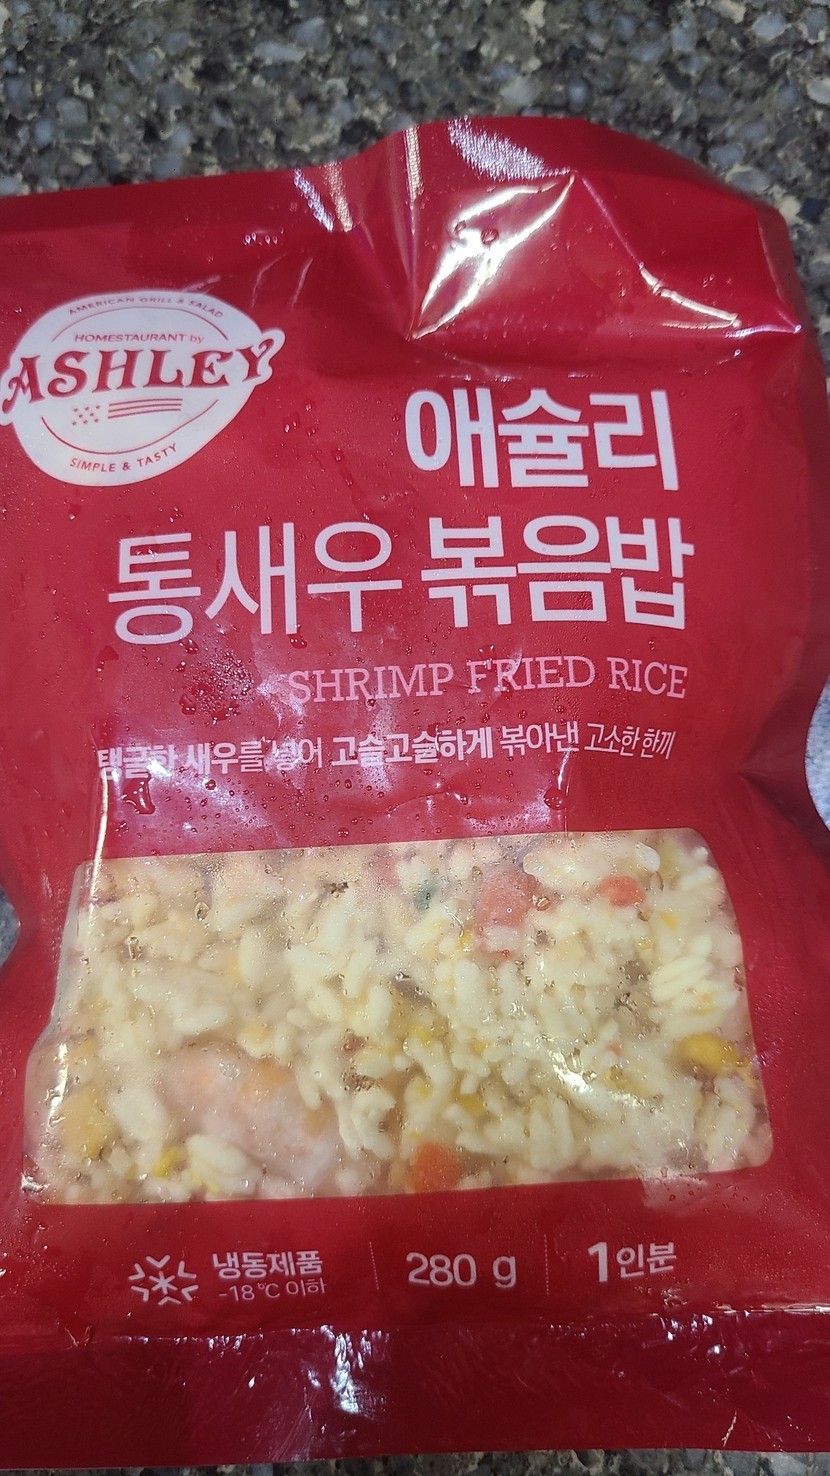 AMERICAN GRILL & SALAD
HOMESTAURANT by
ASHLEY
SIMPLE & TASTY
애슐리
통새우 볶음밥
SHRIMP FRIED RICE
탱글한 새우를 넣어 고슬고슬하게 볶아낸 고소한 한끼
냉동제품
-18℃ 이하
280 g
1인분